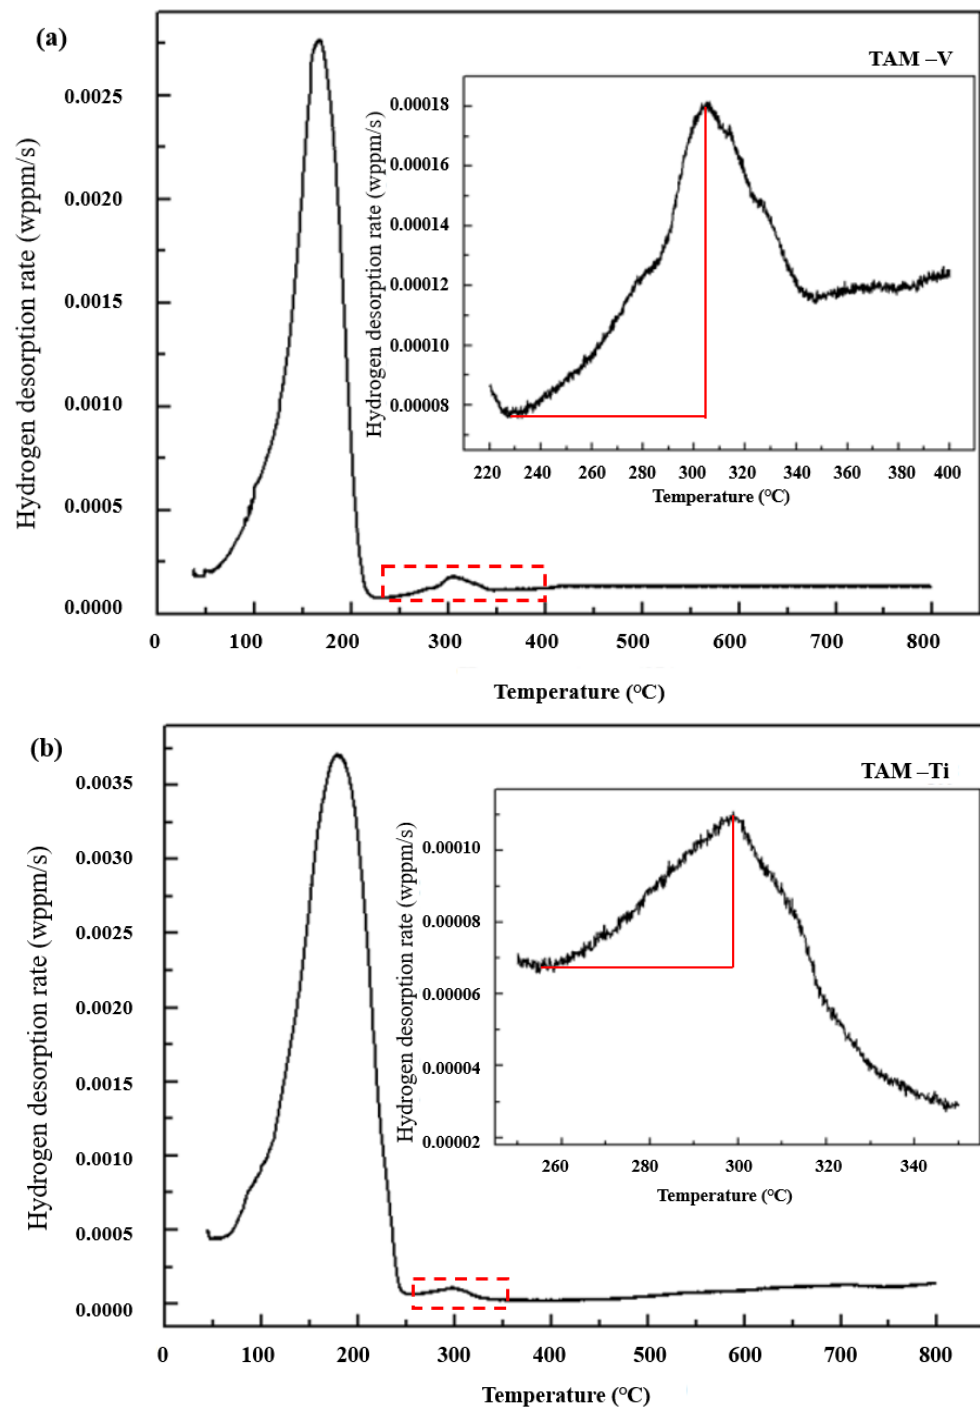 (a)
TAM –V
Hydrogen desorption rate (wppm/s)
0.0025
0.0020
0.0015
0.0010
0.0005
0.0000
0 100 200 300 400 500 600 700 800
Temperature (°C)
Hydrogen desorption rate (wppm/s)
0.00018
0.00016
0.00014
0.00012
0.00010
0.00008
220 240 260 280 300 320 340 360 380 400
Temperature (°C)
(b)
TAM –Ti
Hydrogen desorption rate (wppm/s)
0.0035
0.0030
0.0025
0.0020
0.0015
0.0010
0.0005
0.0000
0 100 200 300 400 500 600 700 800
Temperature (°C)
Hydrogen desorption rate (wppm/s)
0.00010
0.00008
0.00006
0.00004
0.00002
260 280 300 320 340
Temperature (°C)